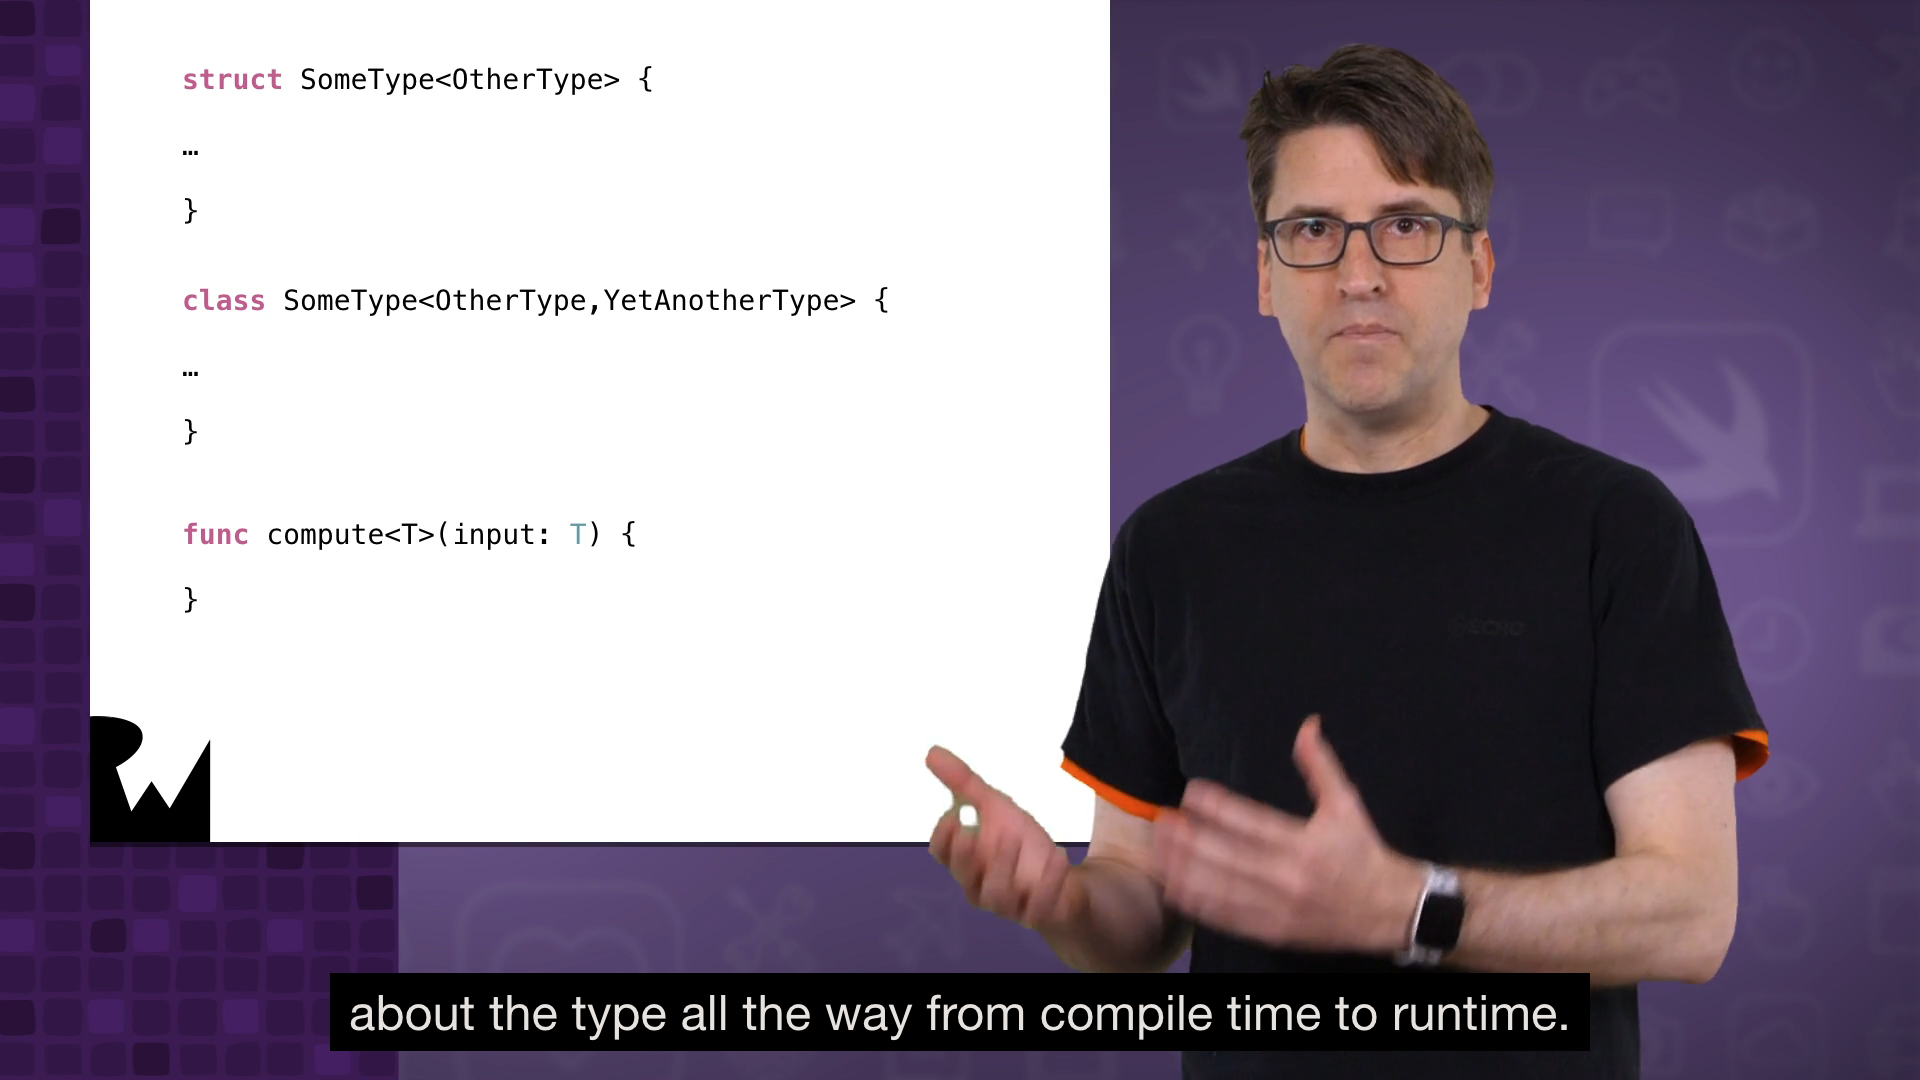 struct SomeType<OtherType> {
…
}
class SomeType<OtherType,YetAnotherType> {
…
}
func compute<T>(input: T) {
}
about the type all the way from compile time to runtime.